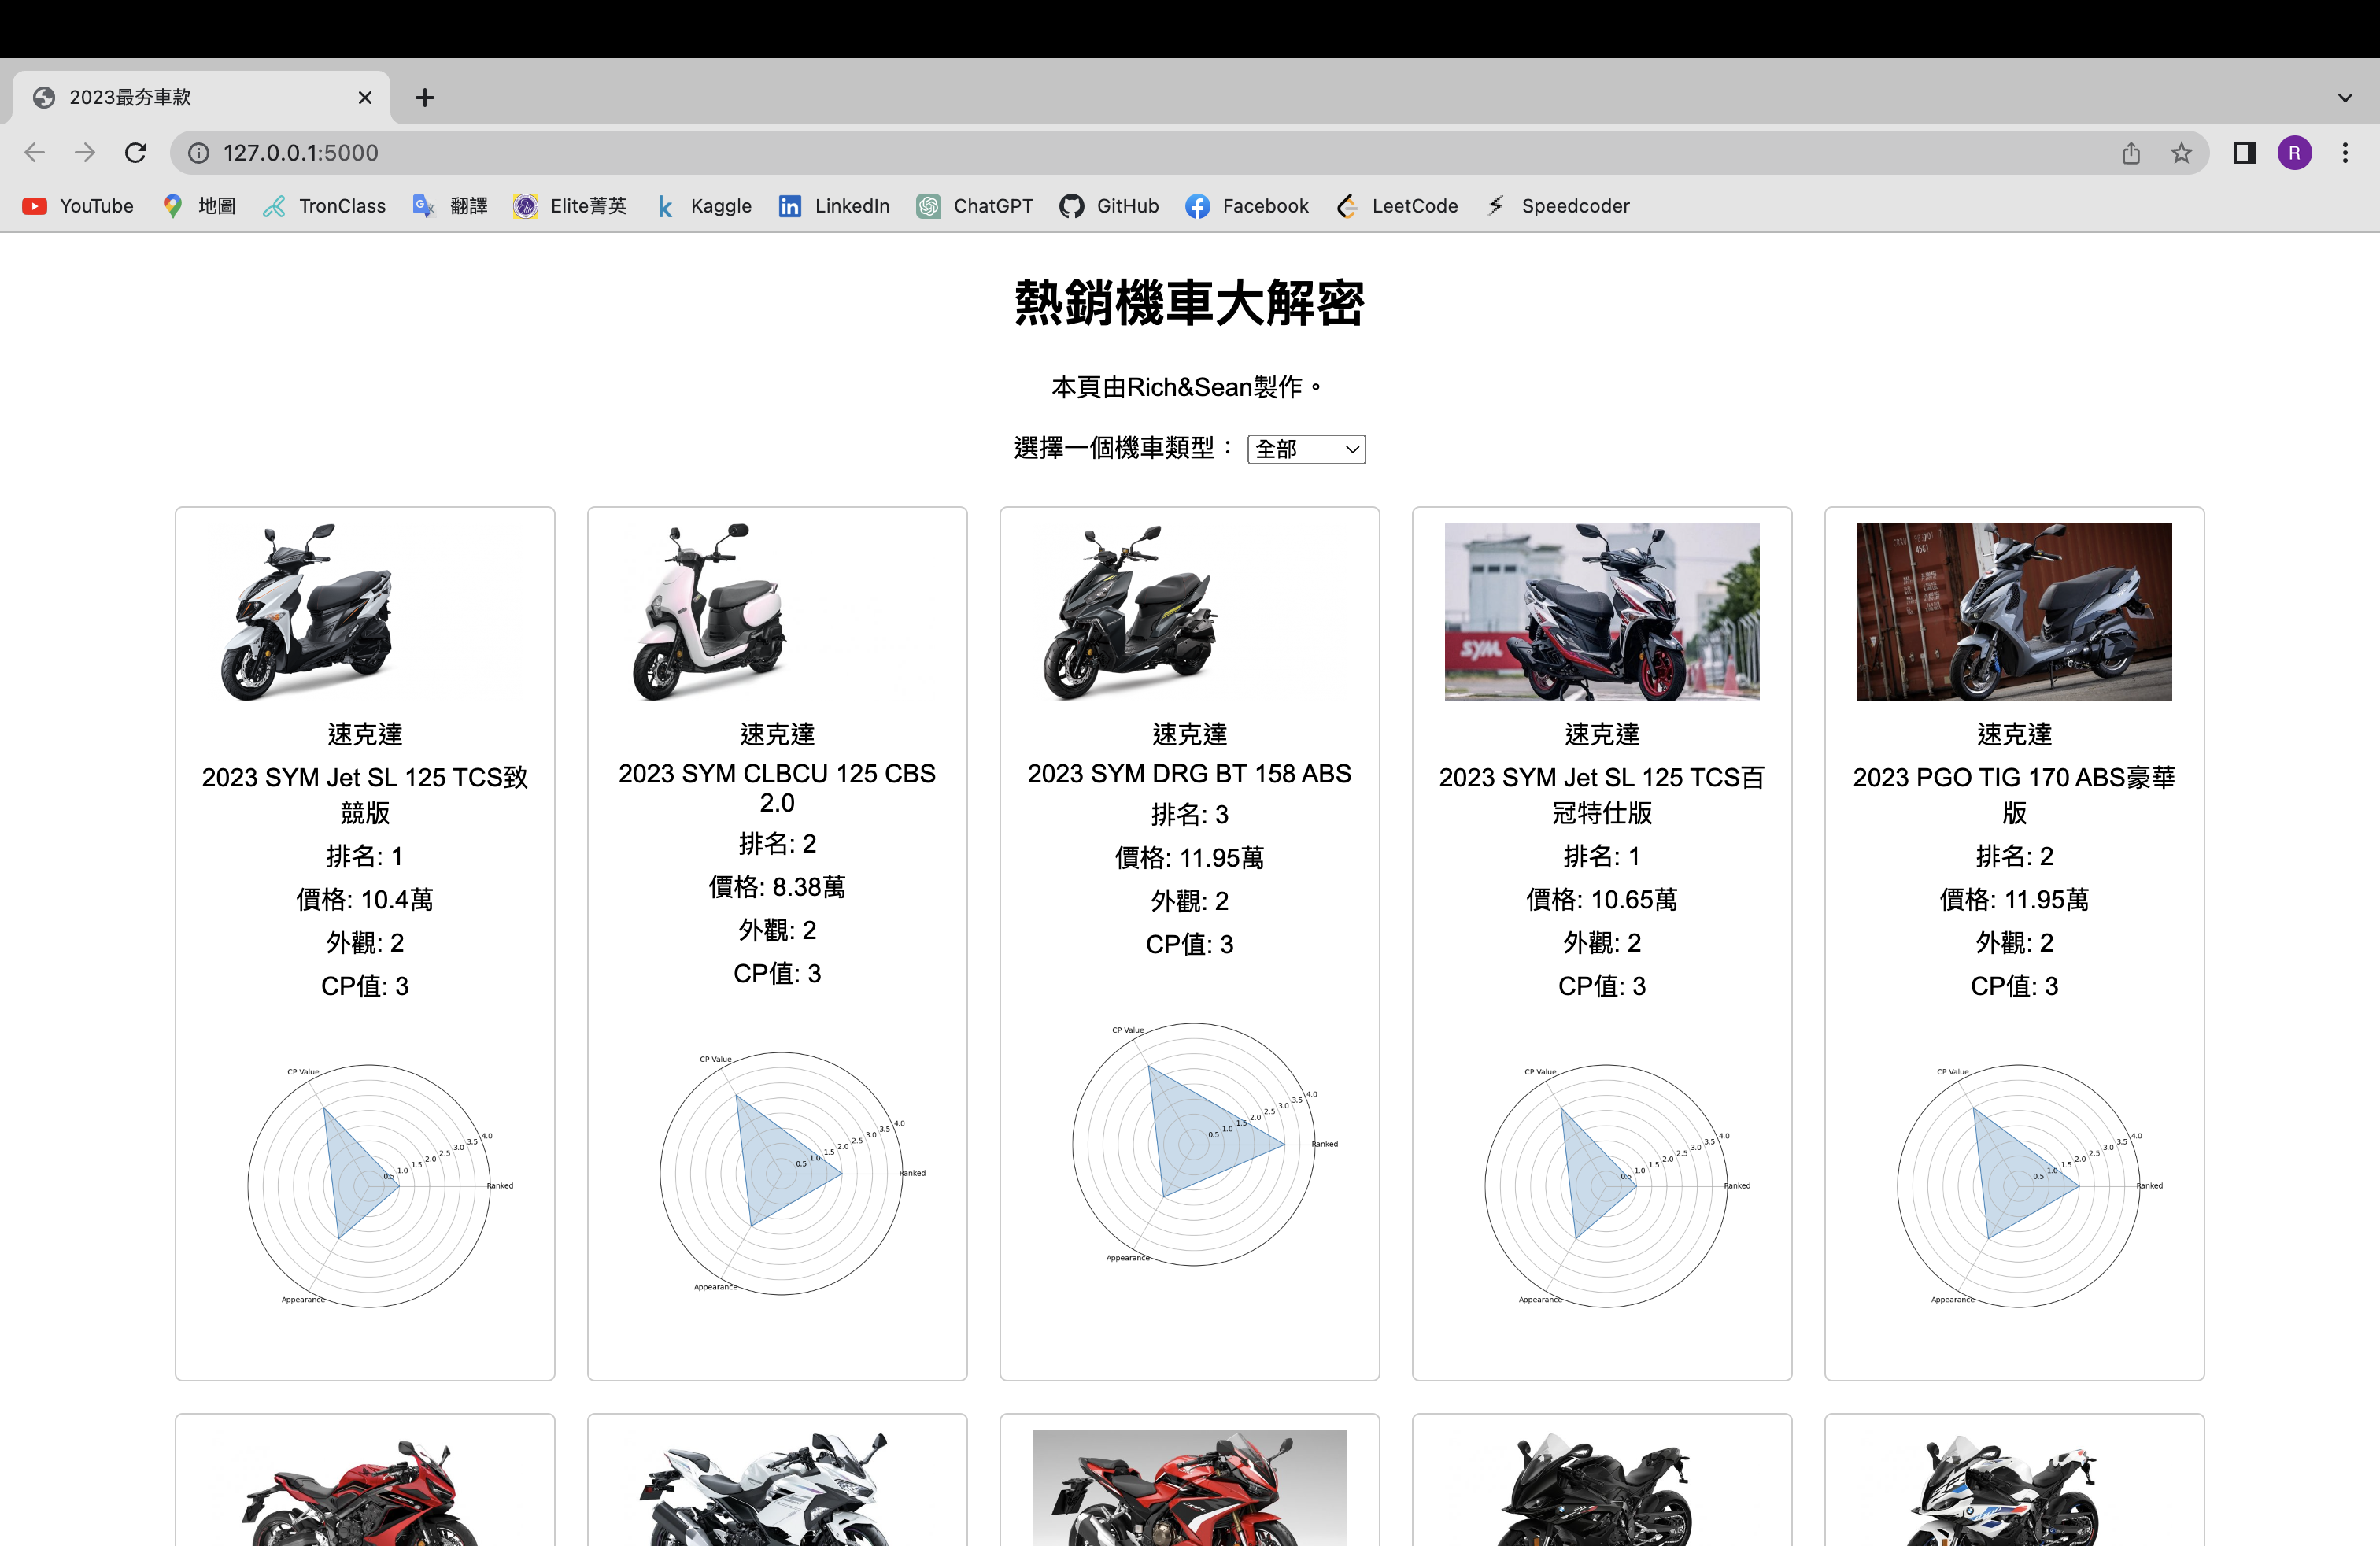 2023最夯車款
127.0.0.1:5000
R
YouTube 地圖 TronClass 翻譯 Elite菁英 Kaggle LinkedIn ChatGPT GitHub Facebook LeetCode Speedcoder
熱銷機車大解密
本頁由Rich&Sean製作。
選擇一個機車類型： 全部
速克達
2023 SYM Jet SL 125 TCS致
競版
排名: 1
價格: 10.4萬
外觀: 2
CP值: 3
CP Value
4.0
3.5
3.0
2.5
2.0
1.5
1.0
0.5
Ranked
Appearance
速克達
2023 SYM CLBCU 125 CBS
2.0
排名: 2
價格: 8.38萬
外觀: 2
CP值: 3
CP Value
4.0
3.5
3.0
2.5
2.0
1.5
1.0
0.5
Ranked
Appearance
速克達
2023 SYM DRG BT 158 ABS
排名: 3
價格: 11.95萬
外觀: 2
CP值: 3
CP Value
4.0
3.5
3.0
2.5
2.0
1.5
1.0
0.5
Ranked
Appearance
SYM
速克達
2023 SYM Jet SL 125 TCS百
冠特仕版
排名: 1
價格: 10.65萬
外觀: 2
CP值: 3
CP Value
4.0
3.5
3.0
2.5
2.0
1.5
1.0
0.5
Ranked
Appearance
45G1
速克達
2023 PGO TIG 170 ABS豪華
版
排名: 2
價格: 11.95萬
外觀: 2
CP值: 3
CP Value
4.0
3.5
3.0
2.5
2.0
1.5
1.0
0.5
Ranked
Appearance